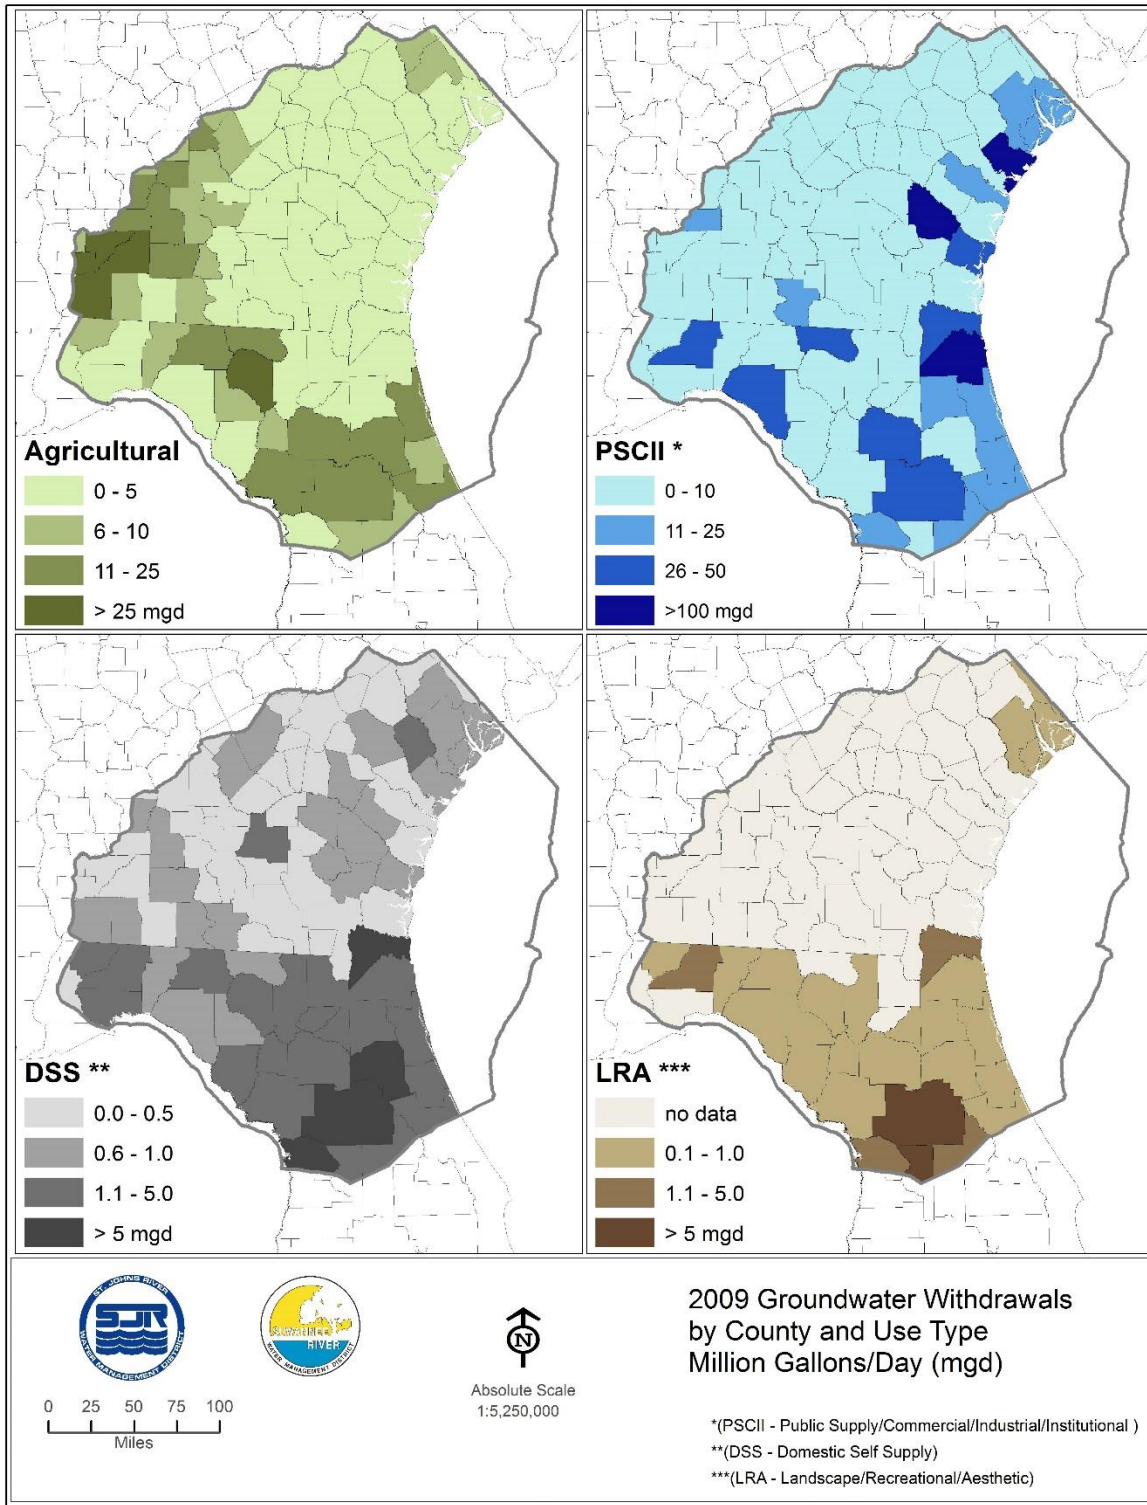 Agricultural
0 - 5
6 - 10
11 - 25
> 25 mgd
PSCII *
0 - 10
11 - 25
26 - 50
>100 mgd
DSS **
0.0 - 0.5
0.6 - 1.0
1.1 - 5.0
> 5 mgd
LRA ***
no data
0.1 - 1.0
1.1 - 5.0
> 5 mgd
ST. JOHNS RIVER
SJR
WATER MANAGEMENT DISTRICT
SUWANNEE
RIVER
WATER MANAGEMENT DISTRICT
N
Absolute Scale
1:5,250,000
0 25 50 75 100
Miles
2009 Groundwater Withdrawals
by County and Use Type
Million Gallons/Day (mgd)
*(PSCII - Public Supply/Commercial/Industrial/Institutional )
**(DSS - Domestic Self Supply)
***(LRA - Landscape/Recreational/Aesthetic)